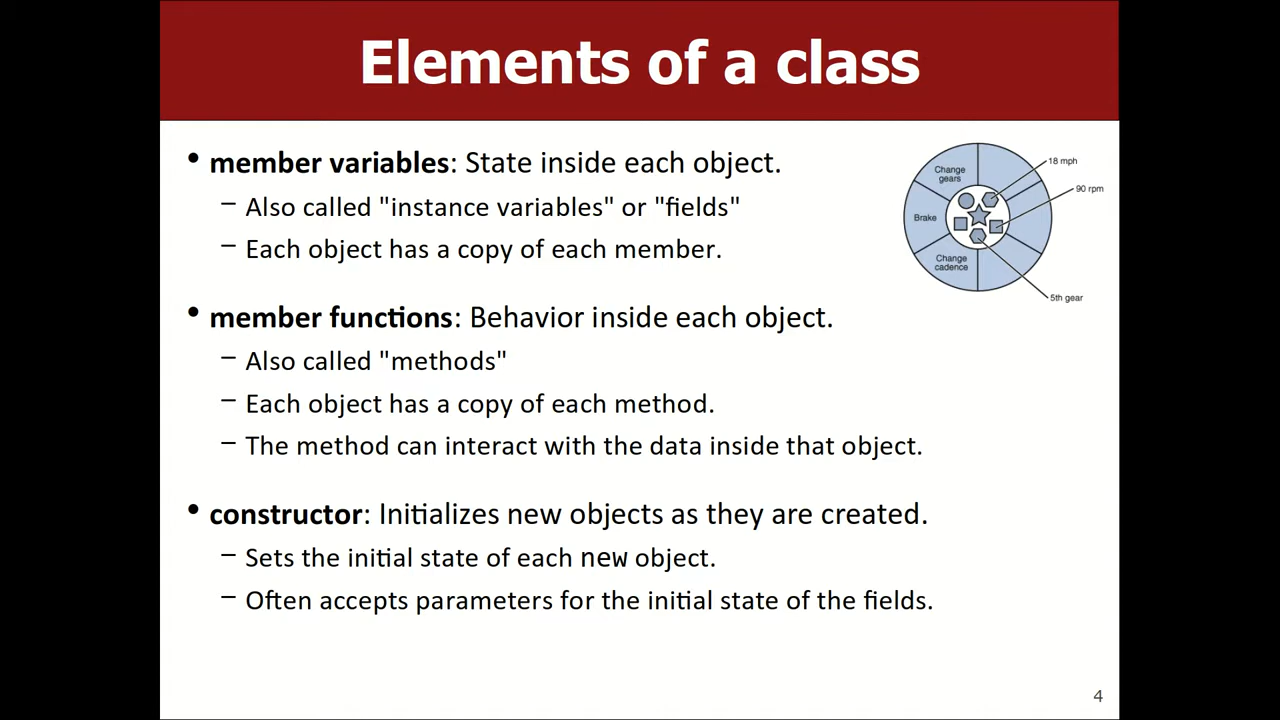 Elements of a class
• member variables: State inside each object.
– Also called "instance variables" or "fields"
– Each object has a copy of each member.
• member functions: Behavior inside each object.
– Also called "methods"
– Each object has a copy of each method.
– The method can interact with the data inside that object.
• constructor: Initializes new objects as they are created.
– Sets the initial state of each new object.
– Often accepts parameters for the initial state of the fields.
Change
gears
Brake
Change
cadence
18 mph
90 rpm
5th gear
4